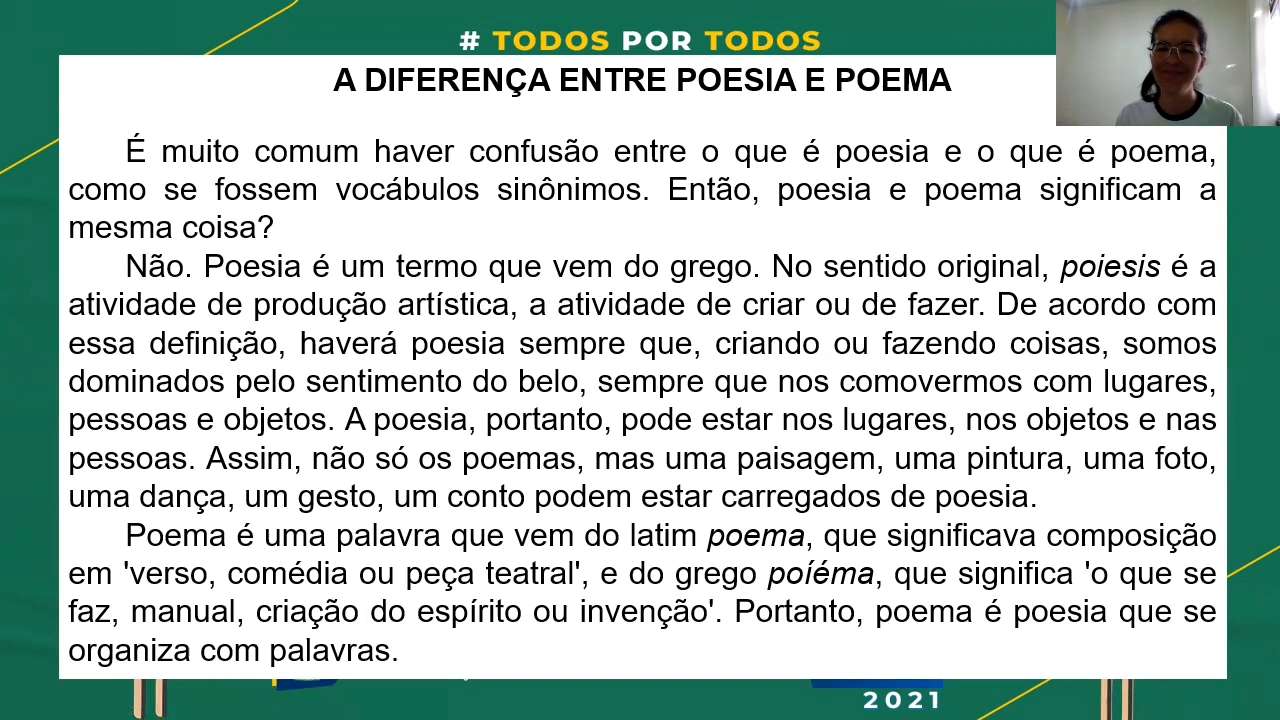 # TODOS POR TODOS
A DIFERENÇA ENTRE POESIA E POEMA
É muito comum haver confusão entre o que é poesia e o que é poema,
como se fossem vocábulos sinônimos. Então, poesia e poema significam a
mesma coisa?
Não. Poesia é um termo que vem do grego. No sentido original, poiesis é a
atividade de produção artística, a atividade de criar ou de fazer. De acordo com
essa definição, haverá poesia sempre que, criando ou fazendo coisas, somos
dominados pelo sentimento do belo, sempre que nos comovermos com lugares,
pessoas e objetos. A poesia, portanto, pode estar nos lugares, nos objetos e nas
pessoas. Assim, não só os poemas, mas uma paisagem, uma pintura, uma foto,
uma dança, um gesto, um conto podem estar carregados de poesia.
Poema é uma palavra que vem do latim poema, que significava composição
em 'verso, comédia ou peça teatral', e do grego poíéma, que significa 'o que se
faz, manual, criação do espírito ou invenção'. Portanto, poema é poesia que se
organiza com palavras.
2021